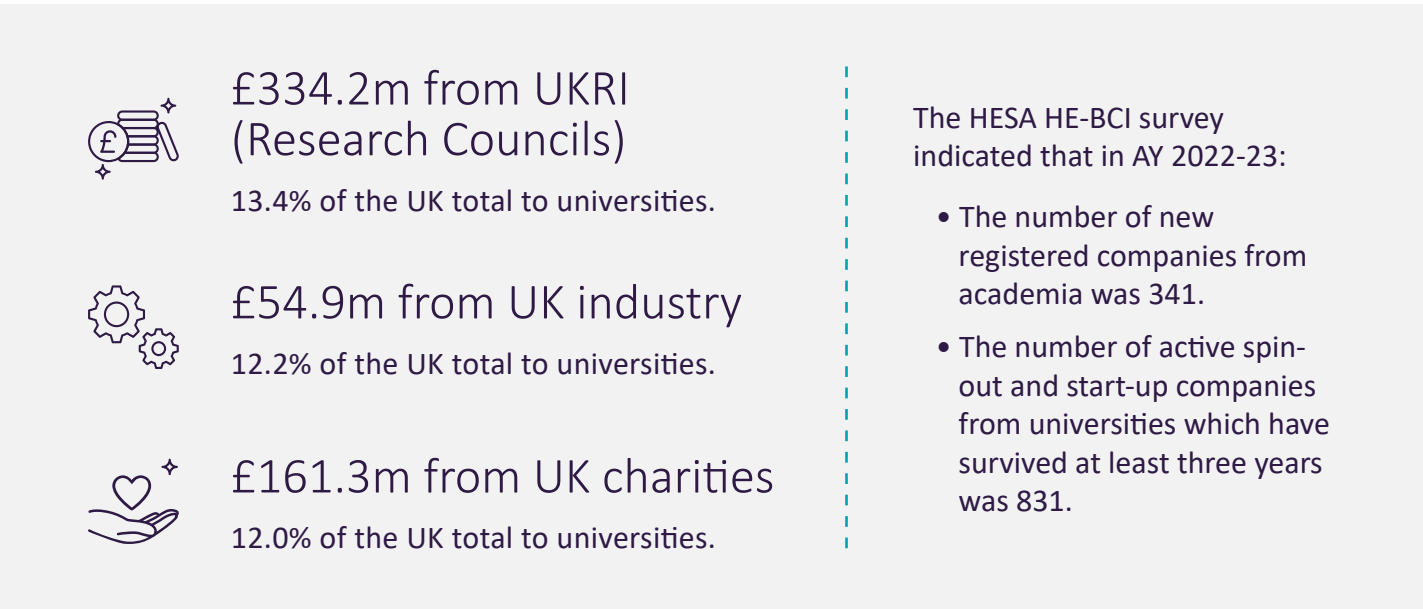 £334.2m from UKRI
(Research Councils)
13.4% of the UK total to universities.
£54.9m from UK industry
12.2% of the UK total to universities.
£161.3m from UK charities
12.0% of the UK total to universities.
The HESA HE-BCI survey
indicated that in AY 2022-23:
• The number of new
registered companies from
academia was 341.
• The number of active spin-
out and start-up companies
from universities which have
survived at least three years
was 831.